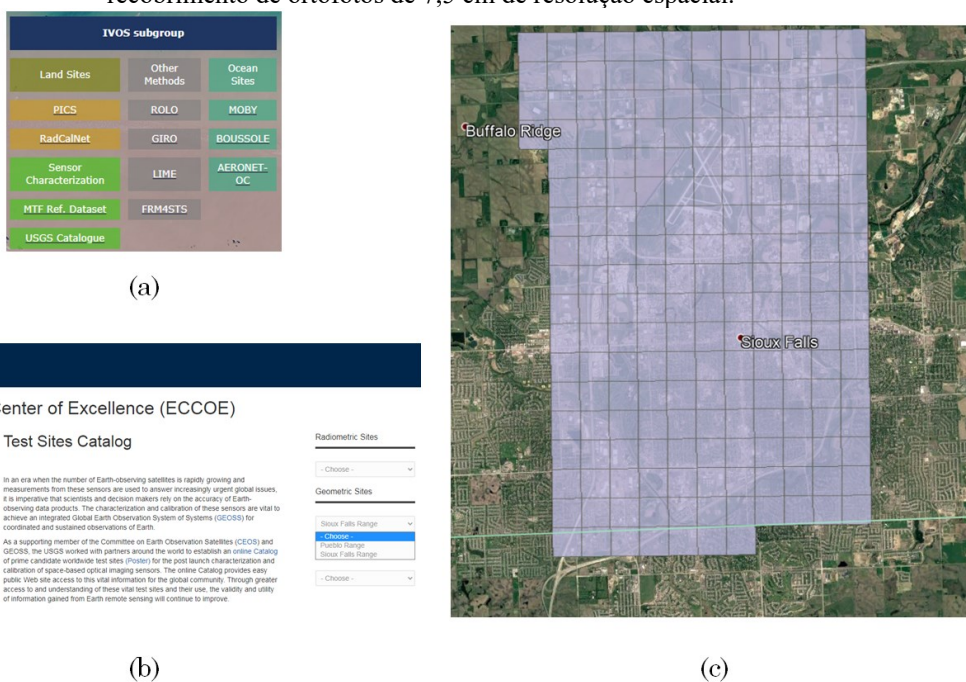 recobrimento de ortofotos de 7,5 cm de resolução espacial.
IVOS subgroup
Land Sites
Other
Methods
Ocean
Sites
PICS
ROLO
MOBY
RadCalNet
GIRO
BOUSSOLE
Sensor
Characterization
LIME
AERONET-
OC
MTF Ref. Dataset
FRM4STS
USGS Catalogue
(a)
Center of Excellence (ECCOE)
Test Sites Catalog
In an era when the number of Earth-observing satellites is rapidly growing and
measurements from these sensors are used to answer increasingly urgent global issues,
it is imperative that scientists and decision makers rely on the accuracy of Earth-
observing data products. The characterization and calibration of these sensors are vital to
achieve an integrated Global Earth Observation System of Systems (GEOSS) for
coordinated and sustained observations of Earth.
As a supporting member of the Committee on Earth Observation Satellites (CEOS) and
GEOSS, the USGS worked with partners around the world to establish an online Catalog
of prime candidate worldwide test sites (Poster) for the post launch characterization and
calibration of space-based optical imaging sensors. The online Catalog provides easy
public Web site access to this vital information for the global community. Through greater
access to and understanding of these vital test sites and their use, the validity and utility
of information gained from Earth remote sensing will continue to improve.
Radiometric Sites
- Choose -
Geometric Sites
Sioux Falls Range
- Choose -
Pueblo Range
Sioux Falls Range
- Choose -
(b)
Buffalo Ridge
Sioux Falls
(c)